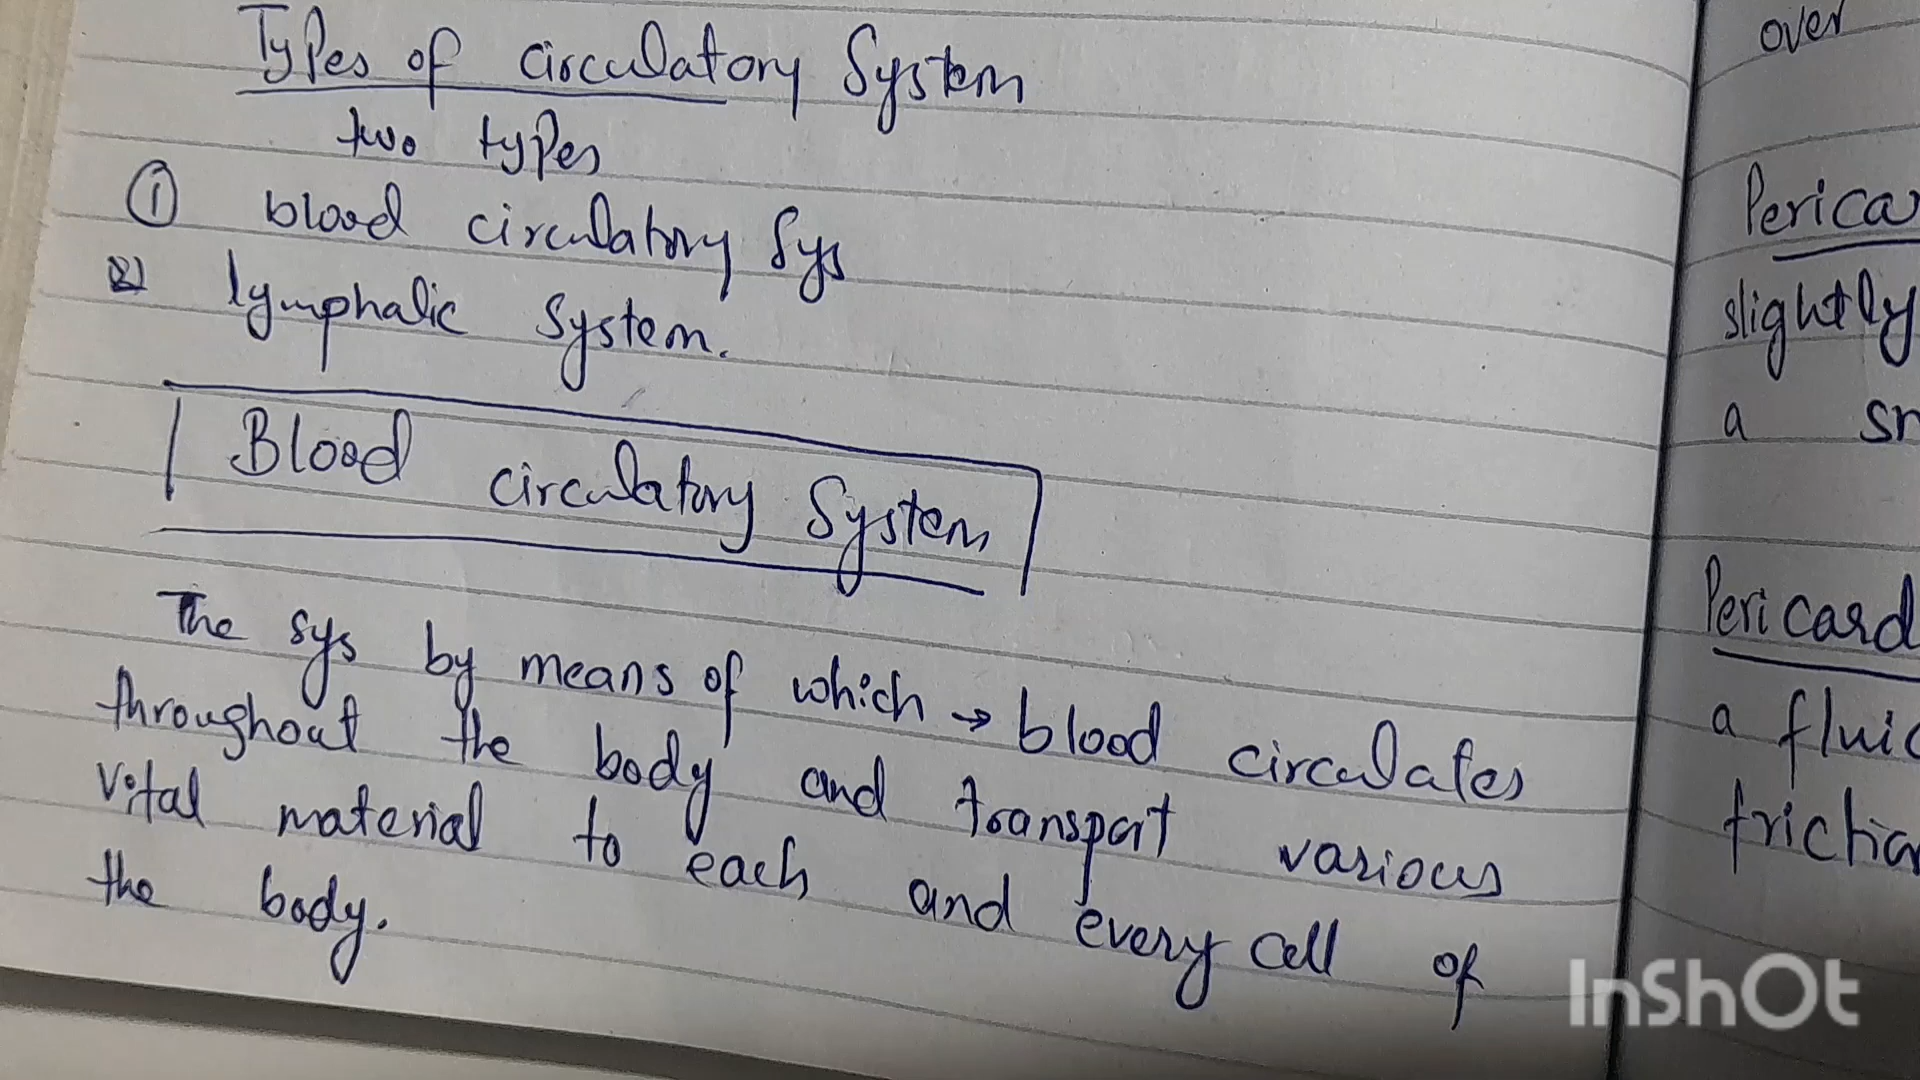 Types of circulatory System
two types
① blood circulatory Sys
2 lymphatic System.
Blood circulatory System
The sys by means of which → blood circulates
throughout the body and transport various
vital material to each and every cell of
the body.
over
Pericar
slightly
a sm
Pericard
a fluid
friction
InShOt